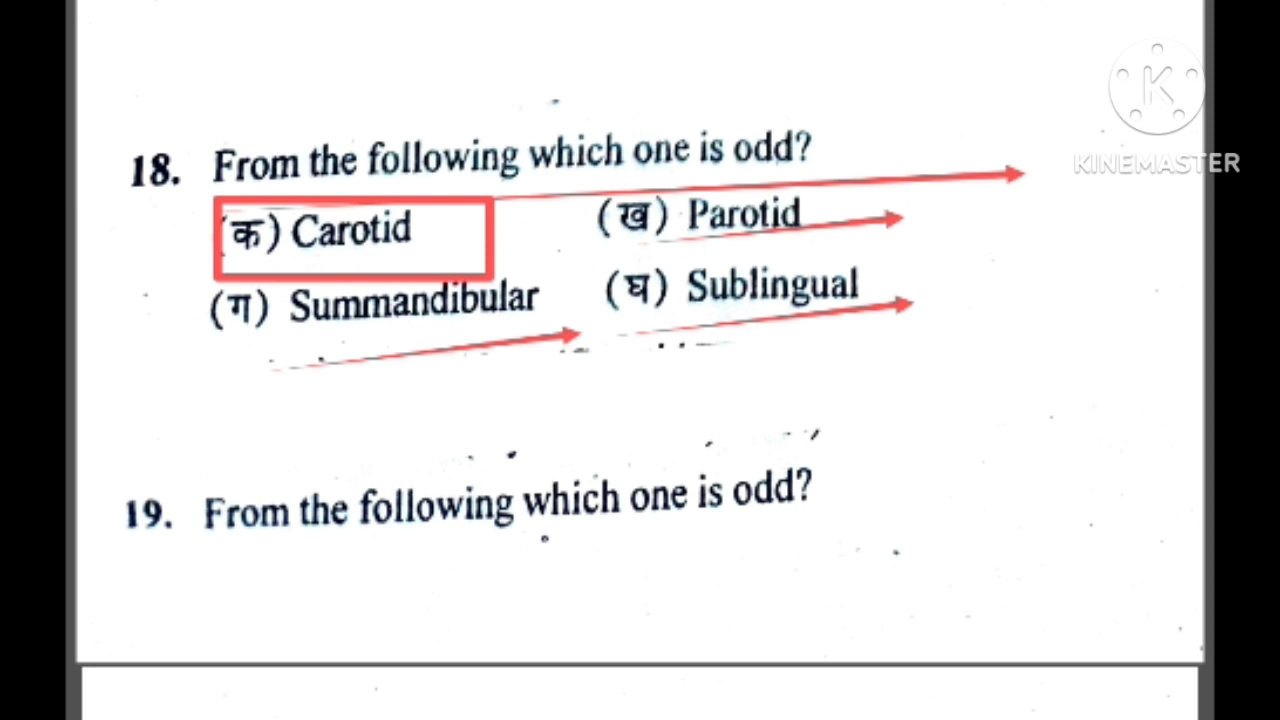 KINEMASTER
18. From the following which one is odd?
(क) Carotid (ख) Parotid
(ग) Summandibular (घ) Sublingual
19. From the following which one is odd?